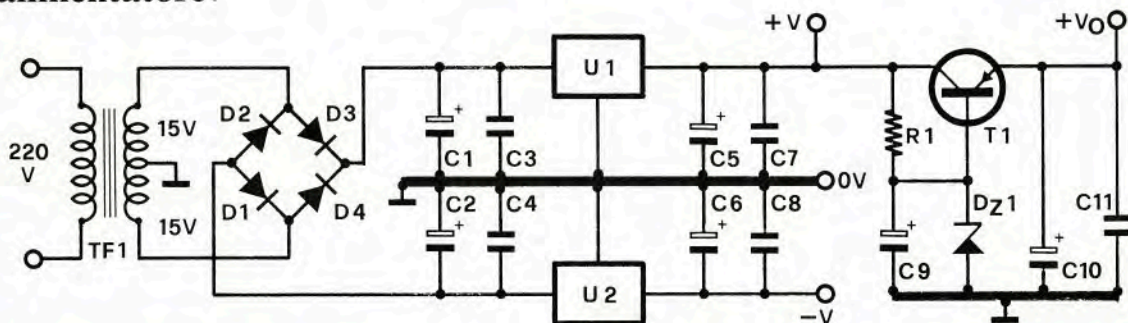 +V
+VO
U1
T1
15V
D2
D3
220
V
C1
C3
C5
C7
R1
0V
D1
D4
C2
C4
C6
C8
DZ1
C11
15V
TF1
C9
C10
U2
−V
+
+
+
+
+
+